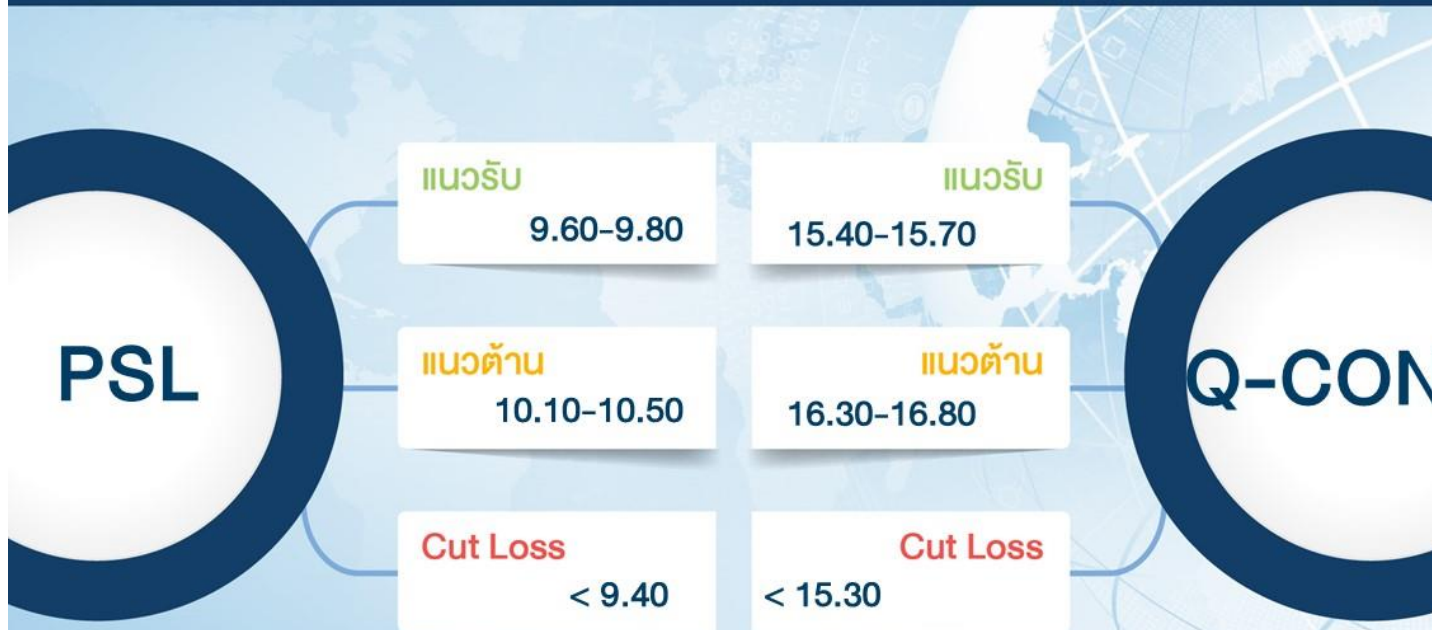 PSL
แนวรับ
9.60-9.80
แนวต้าน
10.10-10.50
Cut Loss
< 9.40
แนวรับ
15.40-15.70
แนวต้าน
16.30-16.80
Cut Loss
< 15.30
Q-CON